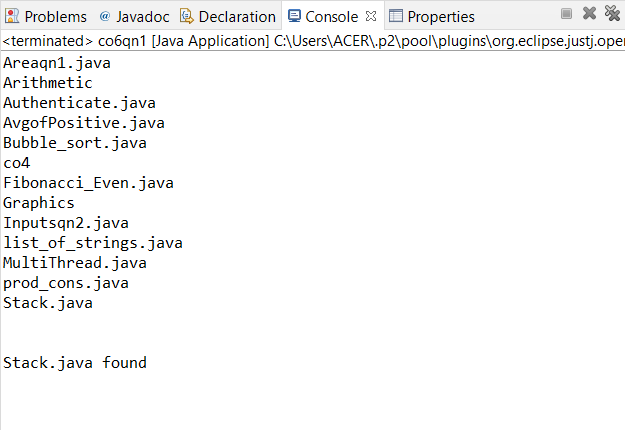 Problems @ Javadoc Declaration Console Properties
<terminated> co6qn1 [Java Application] C:\Users\ACER\.p2\pool\plugins\org.eclipse.justj.open
Areaqn1.java
Arithmetic
Authenticate.java
AvgofPositive.java
Bubble_sort.java
co4
Fibonacci_Even.java
Graphics
Inputsqn2.java
list_of_strings.java
MultiThread.java
prod_cons.java
Stack.java
Stack.java found